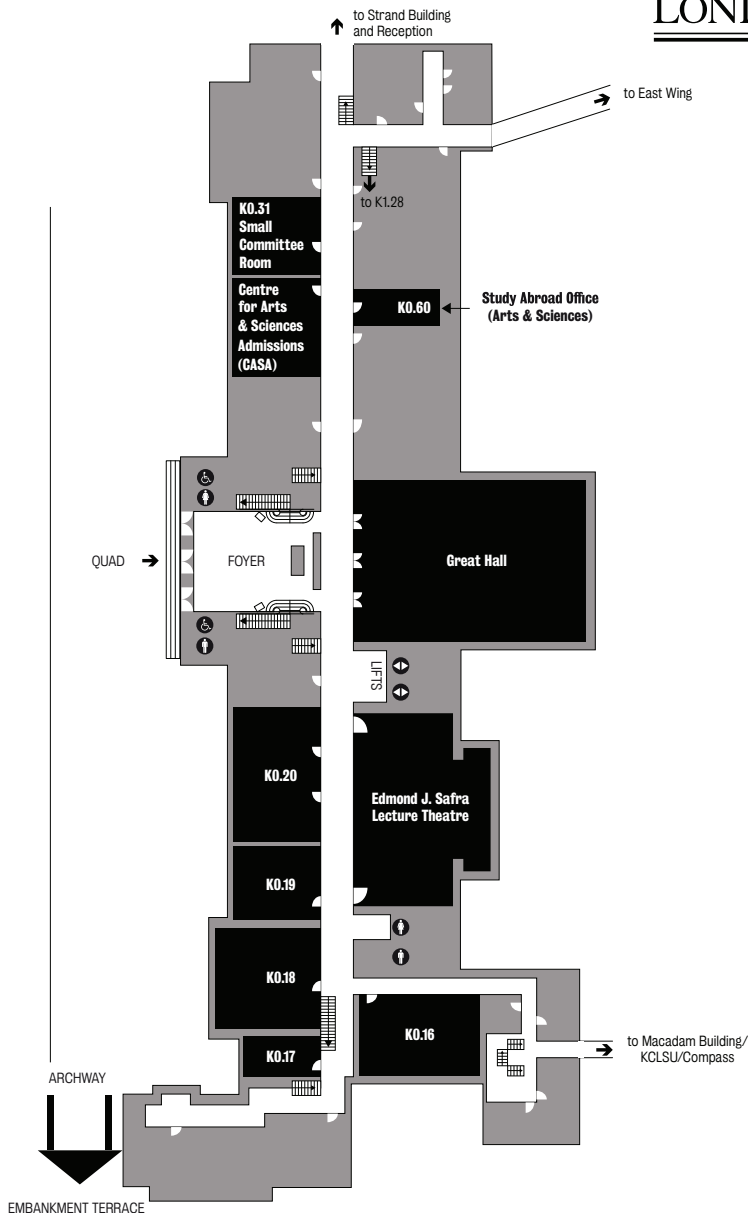 to Strand Building
and Reception
to East Wing
to K1.28
K0.31
Small
Committee
Room
Centre
for Arts
& Sciences
Admissions
(CASA)
K0.60
Study Abroad Office
(Arts & Sciences)
QUAD
FOYER
Great Hall
LIFTS
K0.20
Edmond J. Safra
Lecture Theatre
K0.19
K0.18
K0.16
K0.17
to Macadam Building/
KCLSU/Compass
ARCHWAY
EMBANKMENT TERRACE